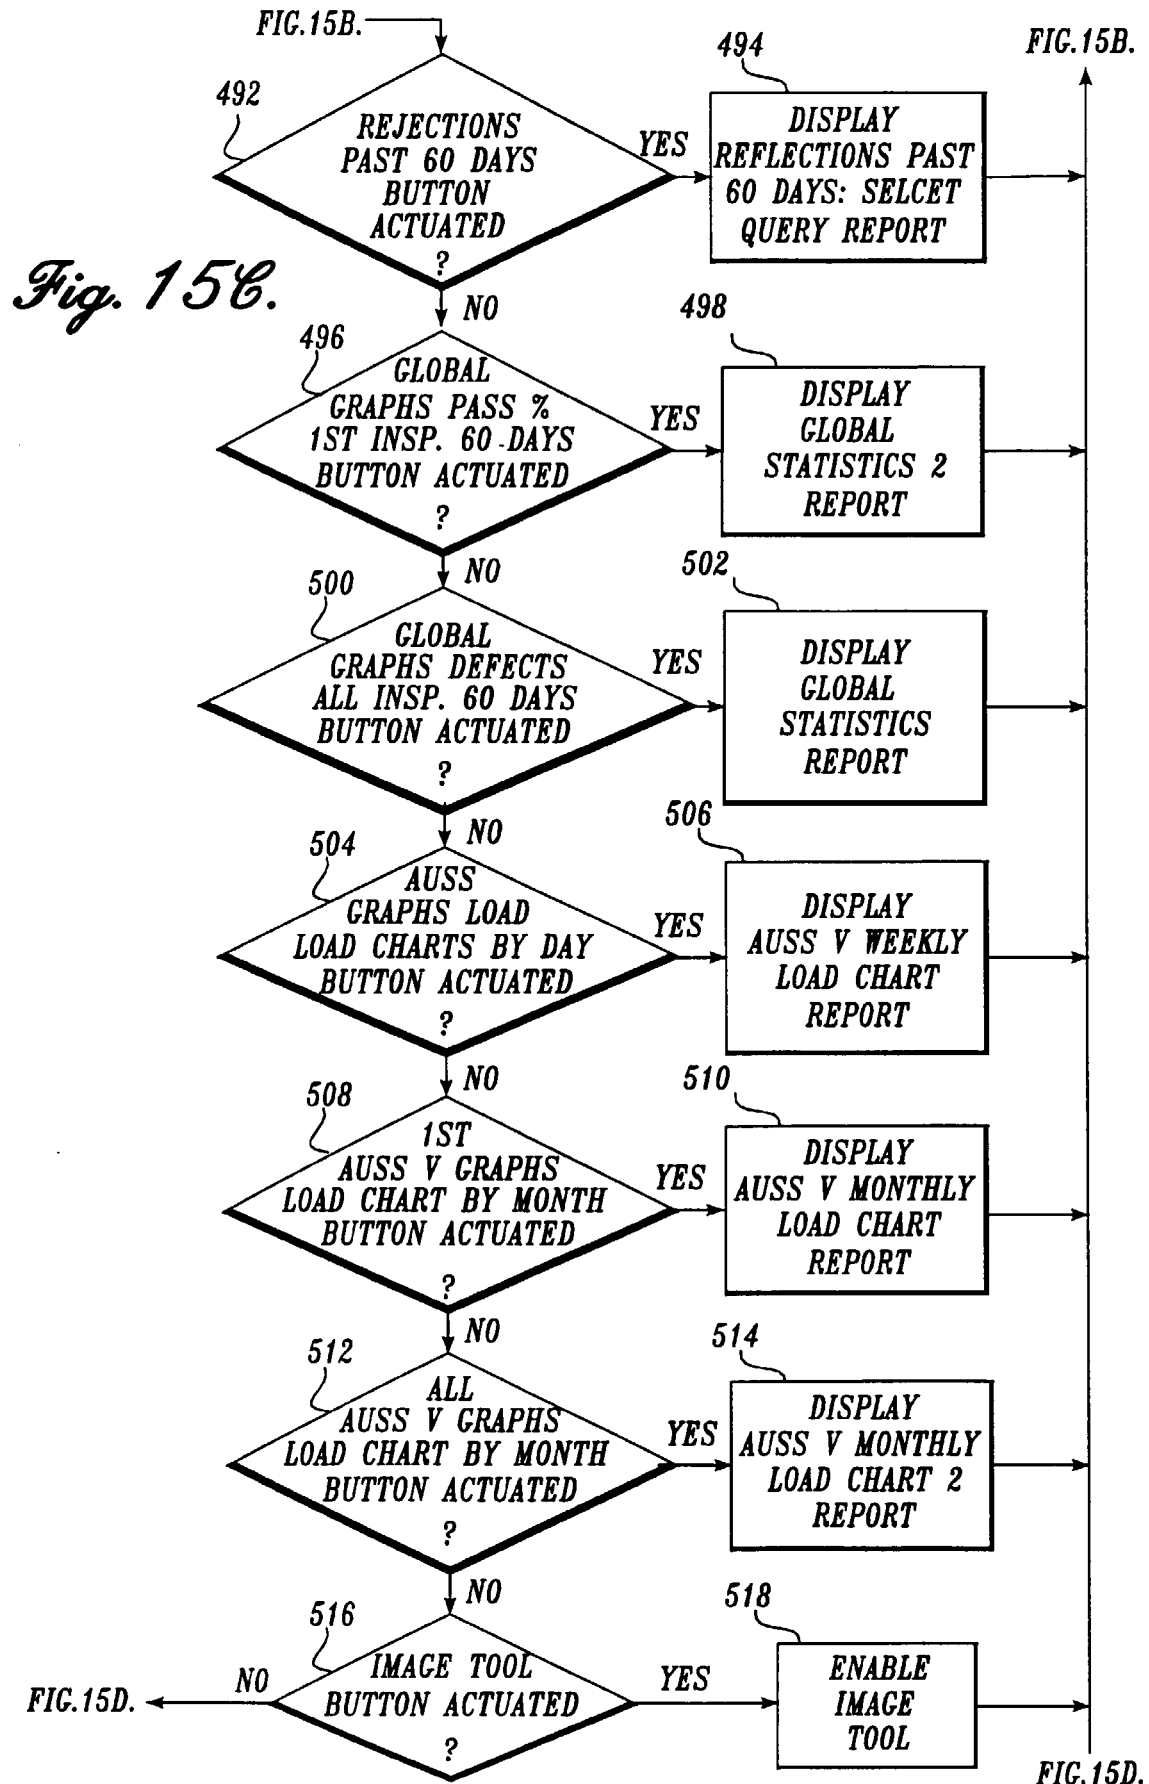 FIG.15B.
FIG.15B.
492
REJECTIONS
PAST 60 DAYS
BUTTON
ACTUATED
?
YES
494
DISPLAY
REFLECTIONS PAST
60 DAYS: SELCET
QUERY REPORT
Fig. 15C.
NO
496
GLOBAL
GRAPHS PASS %
1ST INSP. 60-DAYS
BUTTON ACTUATED
?
YES
498
DISPLAY
GLOBAL
STATISTICS 2
REPORT
NO
500
GLOBAL
GRAPHS DEFECTS
ALL INSP. 60 DAYS
BUTTON ACTUATED
?
YES
502
DISPLAY
GLOBAL
STATISTICS
REPORT
NO
504
AUSS
GRAPHS LOAD
LOAD CHARTS BY DAY
BUTTON ACTUATED
?
YES
506
DISPLAY
AUSS V WEEKLY
LOAD CHART
REPORT
NO
508
1ST
AUSS V GRAPHS
LOAD CHART BY MONTH
BUTTON ACTUATED
?
YES
510
DISPLAY
AUSS V MONTHLY
LOAD CHART
REPORT
NO
512
ALL
AUSS V GRAPHS
LOAD CHART BY MONTH
BUTTON ACTUATED
?
YES
514
DISPLAY
AUSS V MONTHLY
LOAD CHART 2
REPORT
NO
516
IMAGE TOOL
BUTTON ACTUATED
?
NO
FIG.15D.
YES
518
ENABLE
IMAGE
TOOL
FIG.15D.